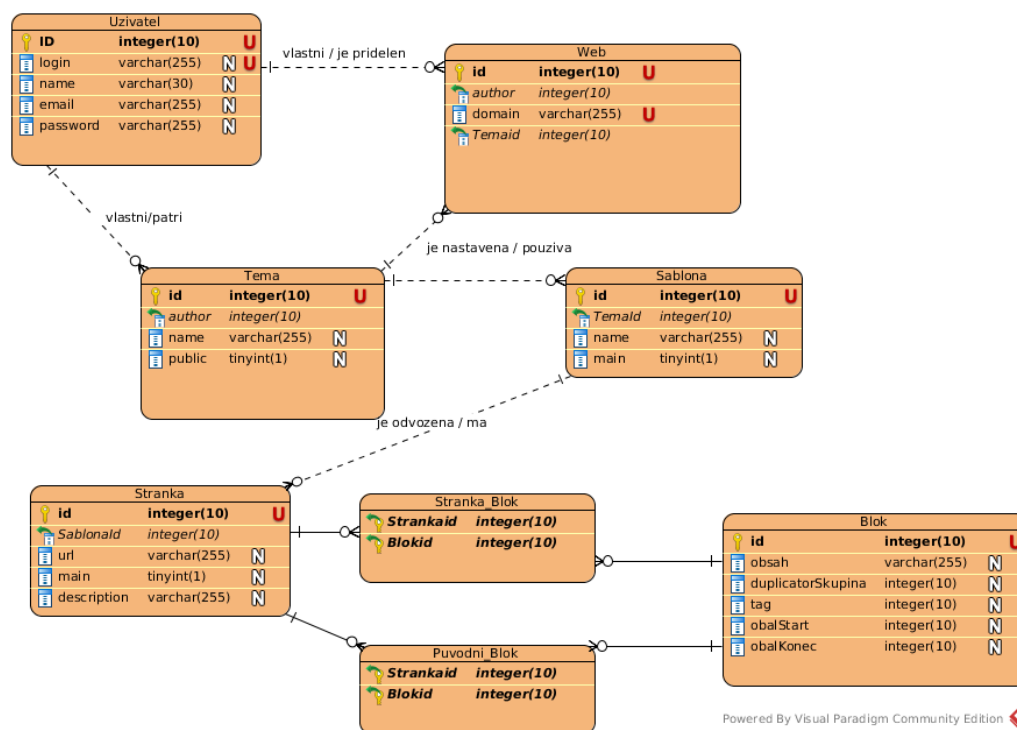 Uzivatel
ID integer(10) U
login varchar(255) N U
name varchar(30) N
email varchar(255) N
password varchar(255) N
vlastni / je pridelen
Web
id integer(10) U
author integer(10)
domain varchar(255) U
Temaid integer(10)
vlastni/patri
je nastavena / pouziva
Tema
id integer(10) U
author integer(10)
name varchar(255) N
public tinyint(1) N
Sablona
id integer(10) U
TemaId integer(10)
name varchar(255) N
main tinyint(1) N
je odvozena / ma
Stranka
id integer(10) U
SablonaId integer(10)
url varchar(255) N
main tinyint(1) N
description varchar(255) N
Stranka_Blok
Strankaid integer(10)
Blokid integer(10)
Blok
id integer(10) U
obsah varchar(255) N
duplicatorSkupina integer(10) N
tag integer(10) N
obalStart integer(10) N
obalKonec integer(10) N
Puvodni_Blok
Strankaid integer(10)
Blokid integer(10)
Powered By Visual Paradigm Community Edition